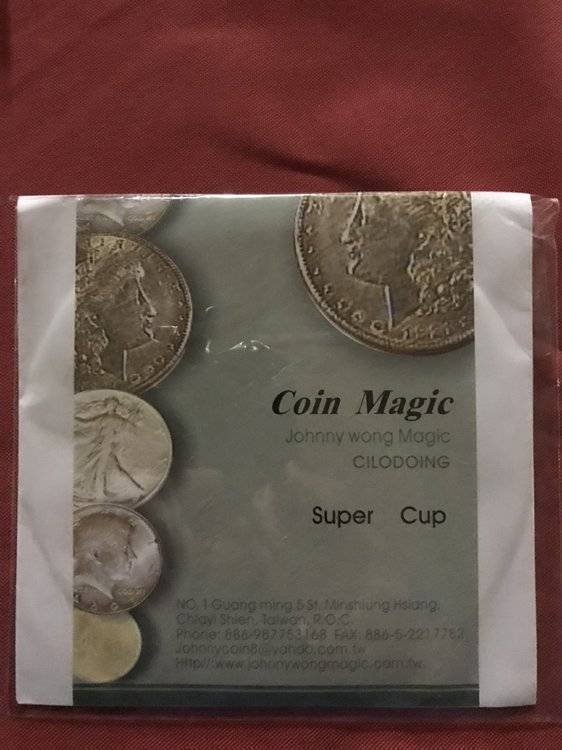 Coin Magic
Johnny wong Magic
CILODOING
Super Cup
NO. 1 Guang ming 5 St, Minshiung Hsiang,
Chiayi Shien, Taiwan, R.O.C.
Phone: 886-987753168 FAX: 886-5-2217782
Johnnycoin8@yahoo.com.tw
Http//:www.johnnywongmagic.com.tw